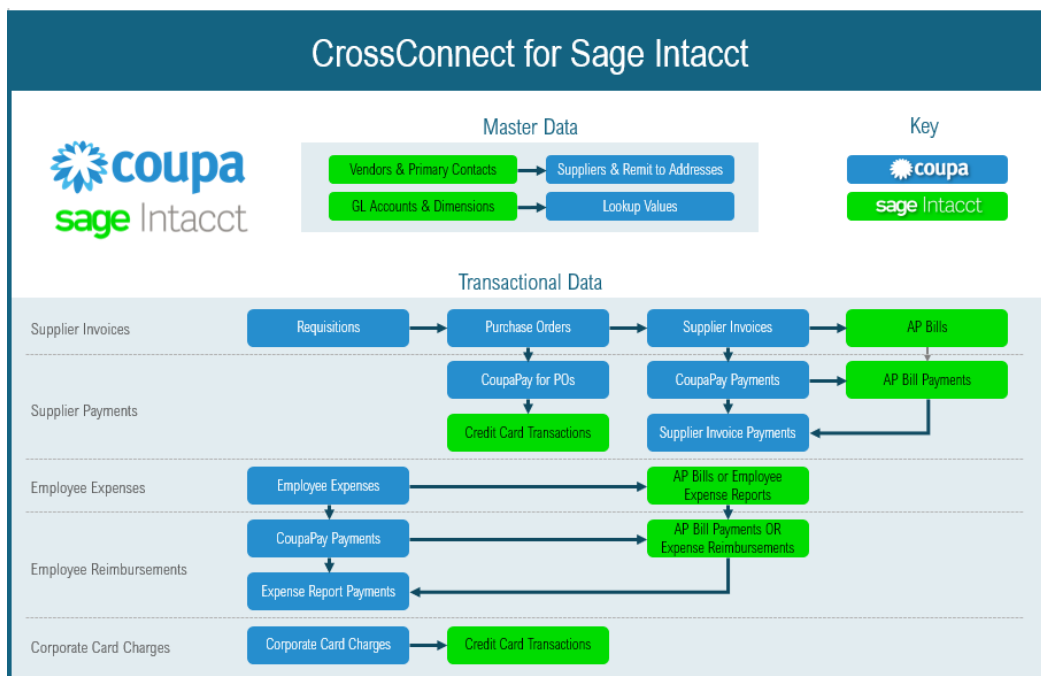 CrossConnect for Sage Intacct
coupa
sage Intacct
Master Data
Vendors & Primary Contacts
Suppliers & Remit to Addresses
GL Accounts & Dimensions
Lookup Values
Key
coupa
sage Intacct
Transactional Data
Supplier Invoices
Requisitions
Purchase Orders
Supplier Invoices
AP Bills
Supplier Payments
CoupaPay for POs
CoupaPay Payments
AP Bill Payments
Credit Card Transactions
Supplier Invoice Payments
Employee Expenses
Employee Expenses
AP Bills or Employee
Expense Reports
Employee Reimbursements
CoupaPay Payments
AP Bill Payments OR
Expense Reimbursements
Expense Report Payments
Corporate Card Charges
Corporate Card Charges
Credit Card Transactions